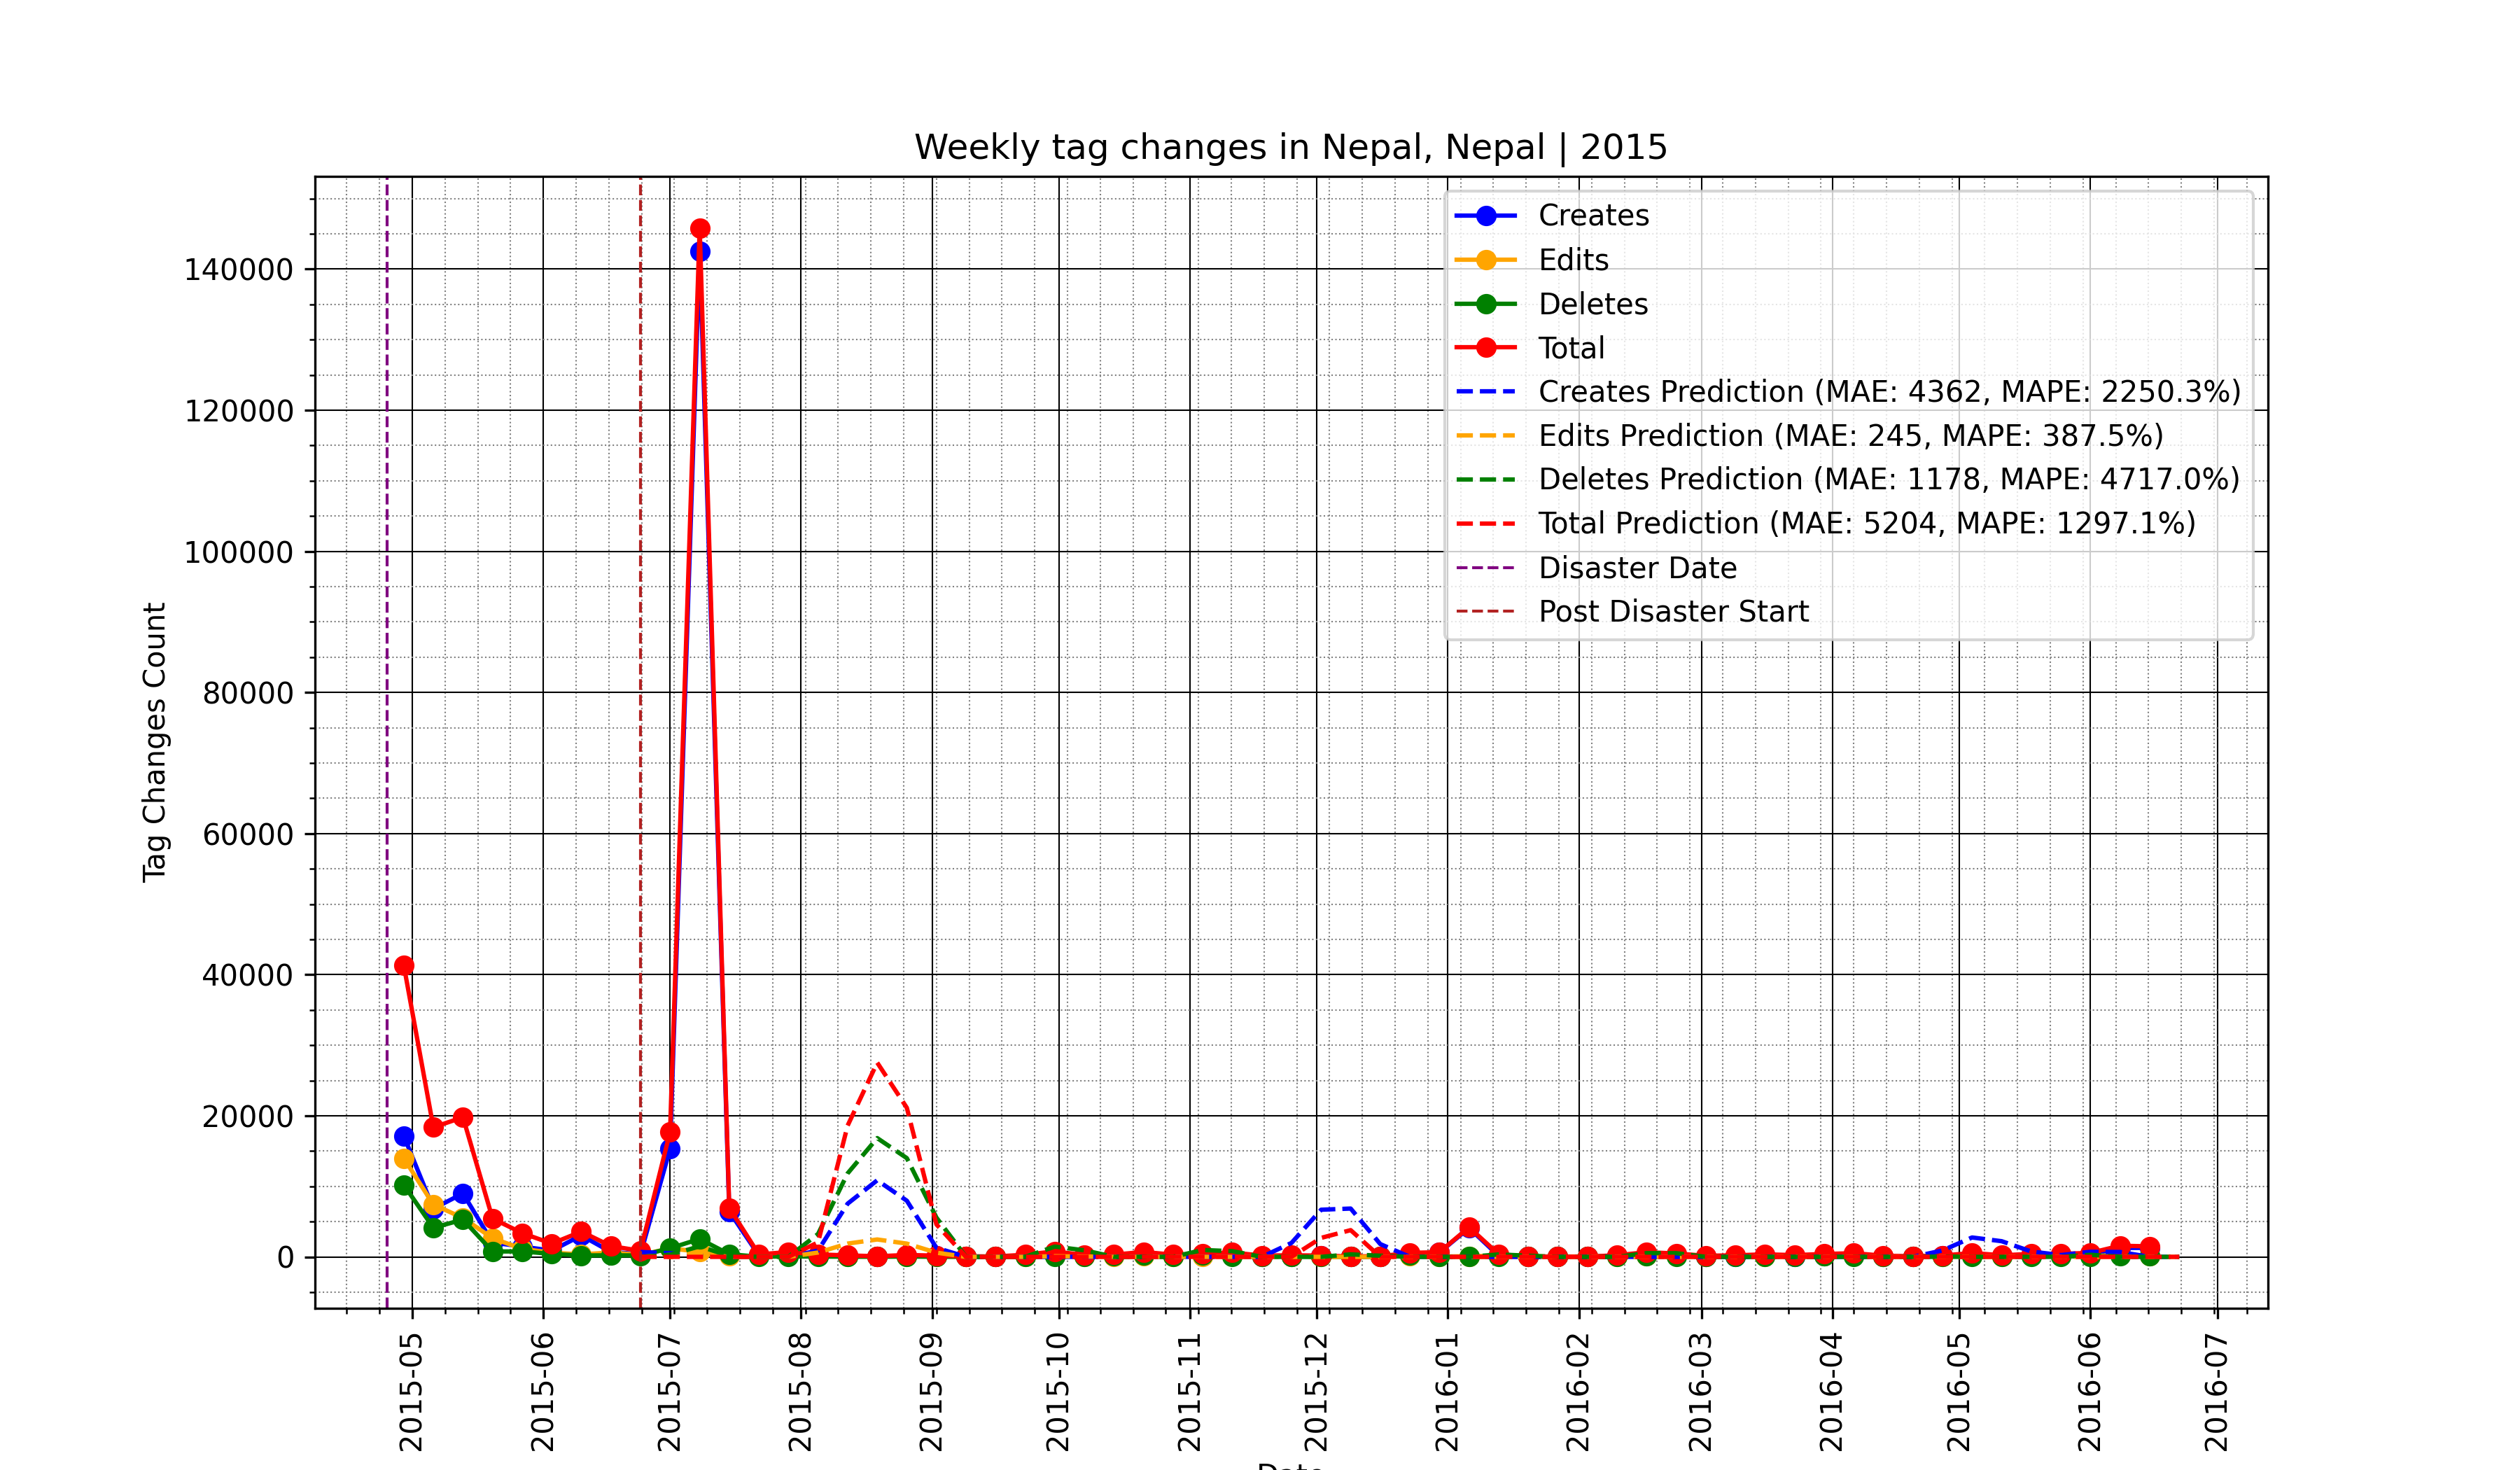 Weekly tag changes in Nepal, Nepal | 2015
Tag Changes Count
140000
120000
100000
80000
60000
40000
20000
0
Creates
Edits
Deletes
Total
Creates Prediction (MAE: 4362, MAPE: 2250.3%)
Edits Prediction (MAE: 245, MAPE: 387.5%)
Deletes Prediction (MAE: 1178, MAPE: 4717.0%)
Total Prediction (MAE: 5204, MAPE: 1297.1%)
Disaster Date
Post Disaster Start
2015-05
2015-06
2015-07
2015-08
2015-09
2015-10
2015-11
2015-12
2016-01
2016-02
2016-03
2016-04
2016-05
2016-06
2016-07
Date